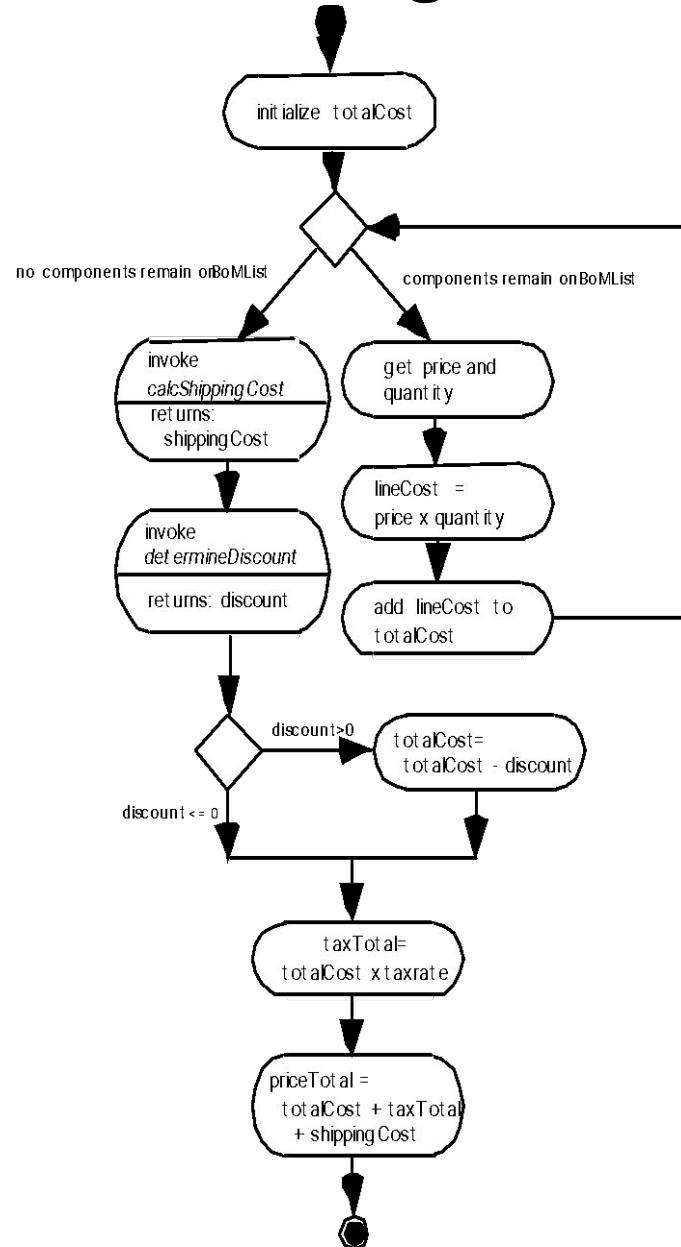 initialize totalCost
no components remain onBoMList
components remain onBoMList
invoke
calcShippingCost
returns:
shippingCost
get price and
quantity
lineCost =
price x quantity
invoke
determineDiscount
returns: discount
add lineCost to
totalCost
discount>0
totalCost=
totalCost - discount
discount<= 0
taxTotal=
totalCost x taxrate
priceTotal =
totalCost + taxTotal
+ shippingCost